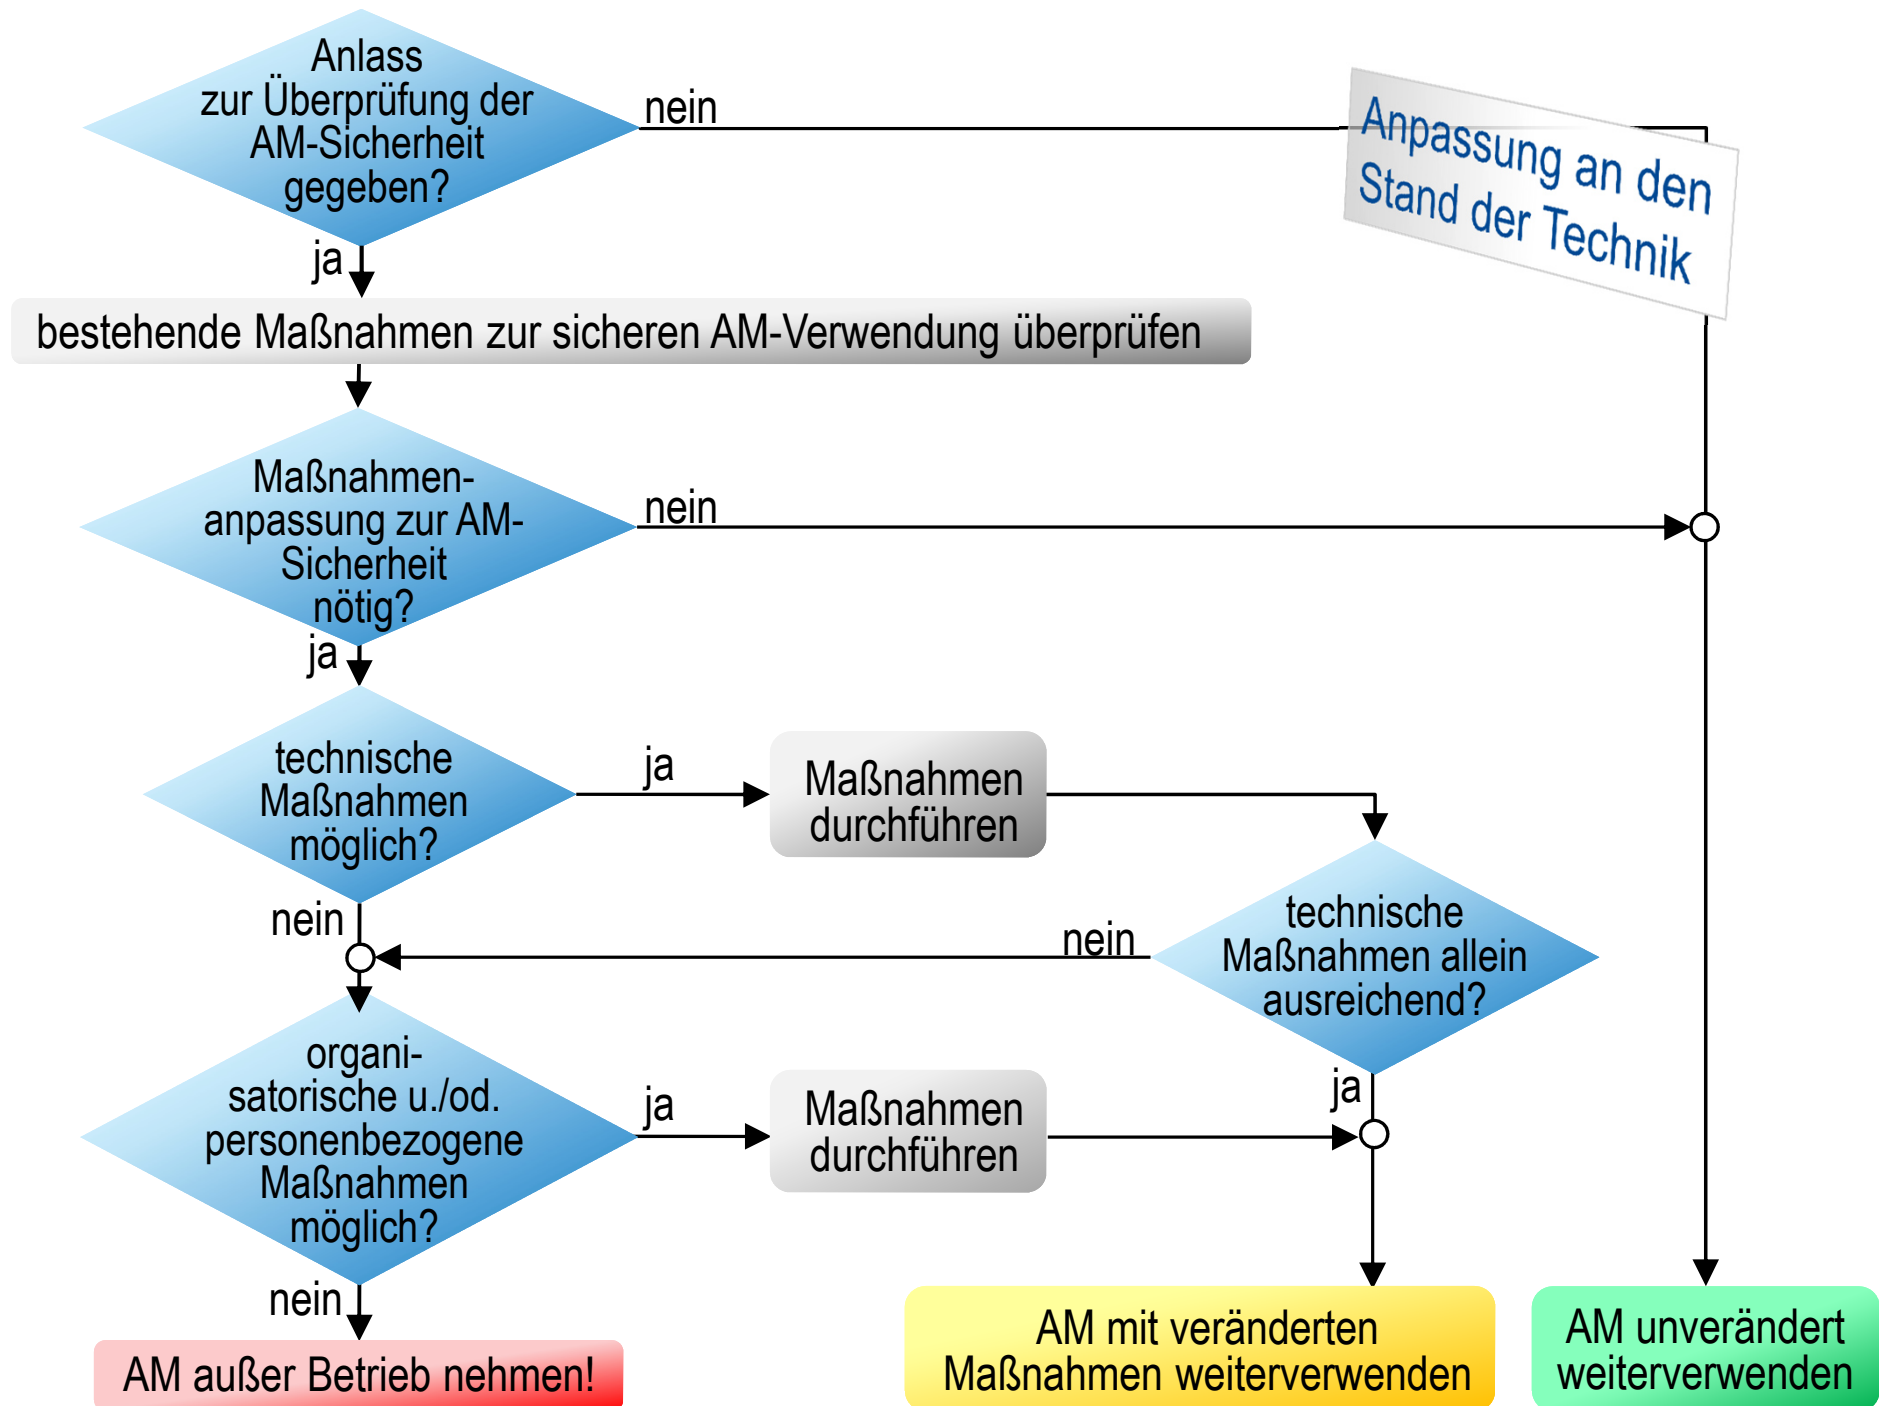 Anlass
zur Überprüfung der
AM-Sicherheit
gegeben?
nein
Anpassung an den
Stand der Technik
ja
bestehende Maßnahmen zur sicheren AM-Verwendung überprüfen
Maßnahmen-
anpassung zur AM-
Sicherheit
nötig?
nein
ja
technische
Maßnahmen
möglich?
ja
Maßnahmen
durchführen
nein
technische
Maßnahmen allein
ausreichend?
nein
ja
organi-
satorische u./od.
personenbezogene
Maßnahmen
möglich?
ja
Maßnahmen
durchführen
nein
AM außer Betrieb nehmen!
AM mit veränderten
Maßnahmen weiterverwenden
AM unverändert
weiterverwenden